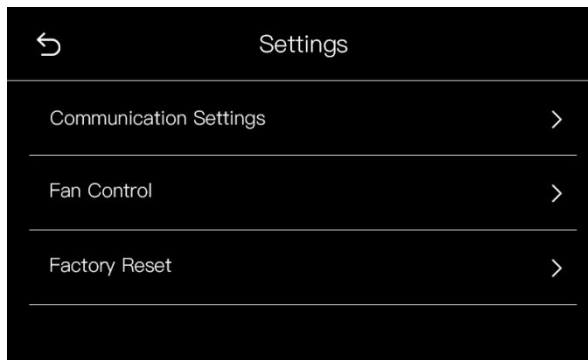 Settings
Communication Settings
Fan Control
Factory Reset